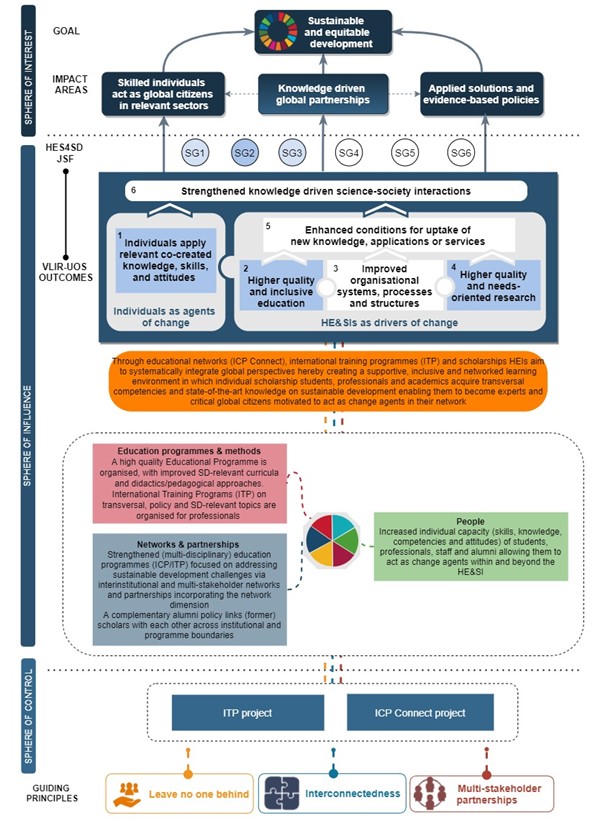 SPHERE OF INTEREST
GOAL
Sustainable
and equitable
development
IMPACT
AREAS
Skilled individuals
act as global citizens
in relevant sectors
Knowledge driven
global partnerships
Applied solutions and
evidence-based policies
SPHERE OF INFLUENCE
HES4SD
JSF
SG1
SG2
SG3
SG4
SG5
SG6
VLIR-UOS
OUTCOMES
6
Strengthened knowledge driven science-society interactions
1
Individuals apply
relevant co-created
knowledge, skills,
and attitudes
Individuals as agents
of change
5
Enhanced conditions for uptake of
new knowledge, applications or services
2
Higher quality
and inclusive
education
3
Improved
organisational
systems, processes
and structures
4
Higher quality
and needs-
oriented research
HE&SIs as drivers of change
Through educational networks (ICP Connect), international training programmes (ITP) and scholarships HEIs aim
to systematically integrate global perspectives hereby creating a supportive, inclusive and networked learning
environment in which individual scholarship students, professionals and academics acquire transversal
competencies and state-of-the-art knowledge on sustainable development enabling them to become experts and
critical global citizens motivated to act as change agents in their network
Education programmes & methods
A high quality Educational Programme is
organised, with improved SD-relevant curricula
and didactics/pedagogical approaches.
International Training Programs (ITP) on
transversal, policy and SD-relevant topics are
organised for professionals
Networks & partnerships
Strengthened (multi-disciplinary) education
programmes (ICP/ITP) focused on addressing
sustainable development challenges via
interinstitutional and multi-stakeholder networks
and partnerships incorporating the network
dimension
A complementary alumni policy links (former)
scholars with each other across institutional and
programme boundaries
People
Increased individual capacity (skills, knowledge,
competencies and attitudes) of students,
professionals, staff and alumni allowing them to
act as change agents within and beyond the
HE&SI
SPHERE OF CONTROL
ITP project
ICP Connect project
GUIDING
PRINCIPLES
Leave no one behind
Interconnectedness
Multi-stakeholder
partnerships